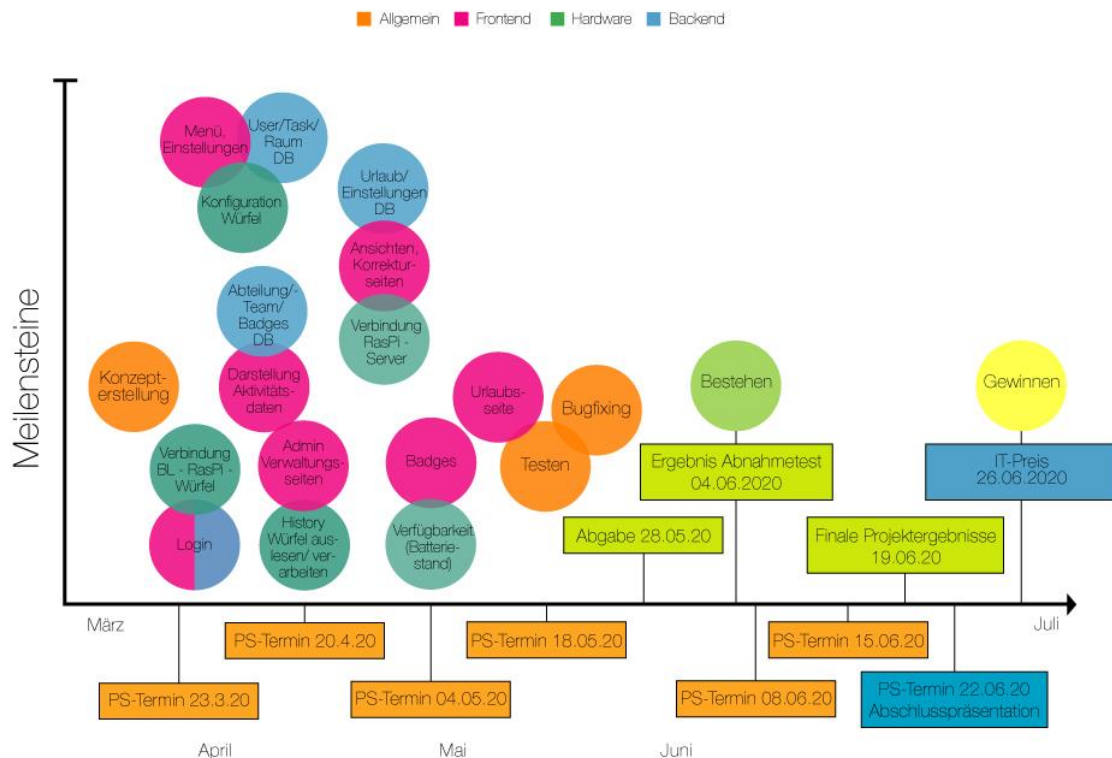 Allgemein
Frontend
Hardware
Backend
Meilensteine
Menü,
Einstellungen
User/Task/
Raum
DB
Konfiguration
Würfel
Urlaub/
Einstellungen
DB
Ansichten,
Korrektur-
seiten
Verbindung
RasPi -
Server
Abteilung/-
Team/
Badges
DB
Darstellung
Aktivitäts-
daten
Konzept-
erstellung
Verbindung
BL - RasPi -
Würfel
Login
Admin
Verwaltungs-
seiten
History
Würfel aus-
lesen/ ver-
arbeiten
Badges
Verfügbarkeit
(Batterie-
stand)
Urlaubs-
seite
Bugfixing
Testen
Bestehen
Gewinnen
Ergebnis Abnahmetest
04.06.2020
IT-Preis
26.06.2020
Abgabe 28.05.20
Finale Projektergebnisse
19.06.20
März
Juli
PS-Termin 20.4.20
PS-Termin 18.05.20
PS-Termin 15.06.20
PS-Termin 23.3.20
PS-Termin 04.05.20
PS-Termin 08.06.20
PS-Termin 22.06.20
Abschlusspräsentation
April
Mai
Juni